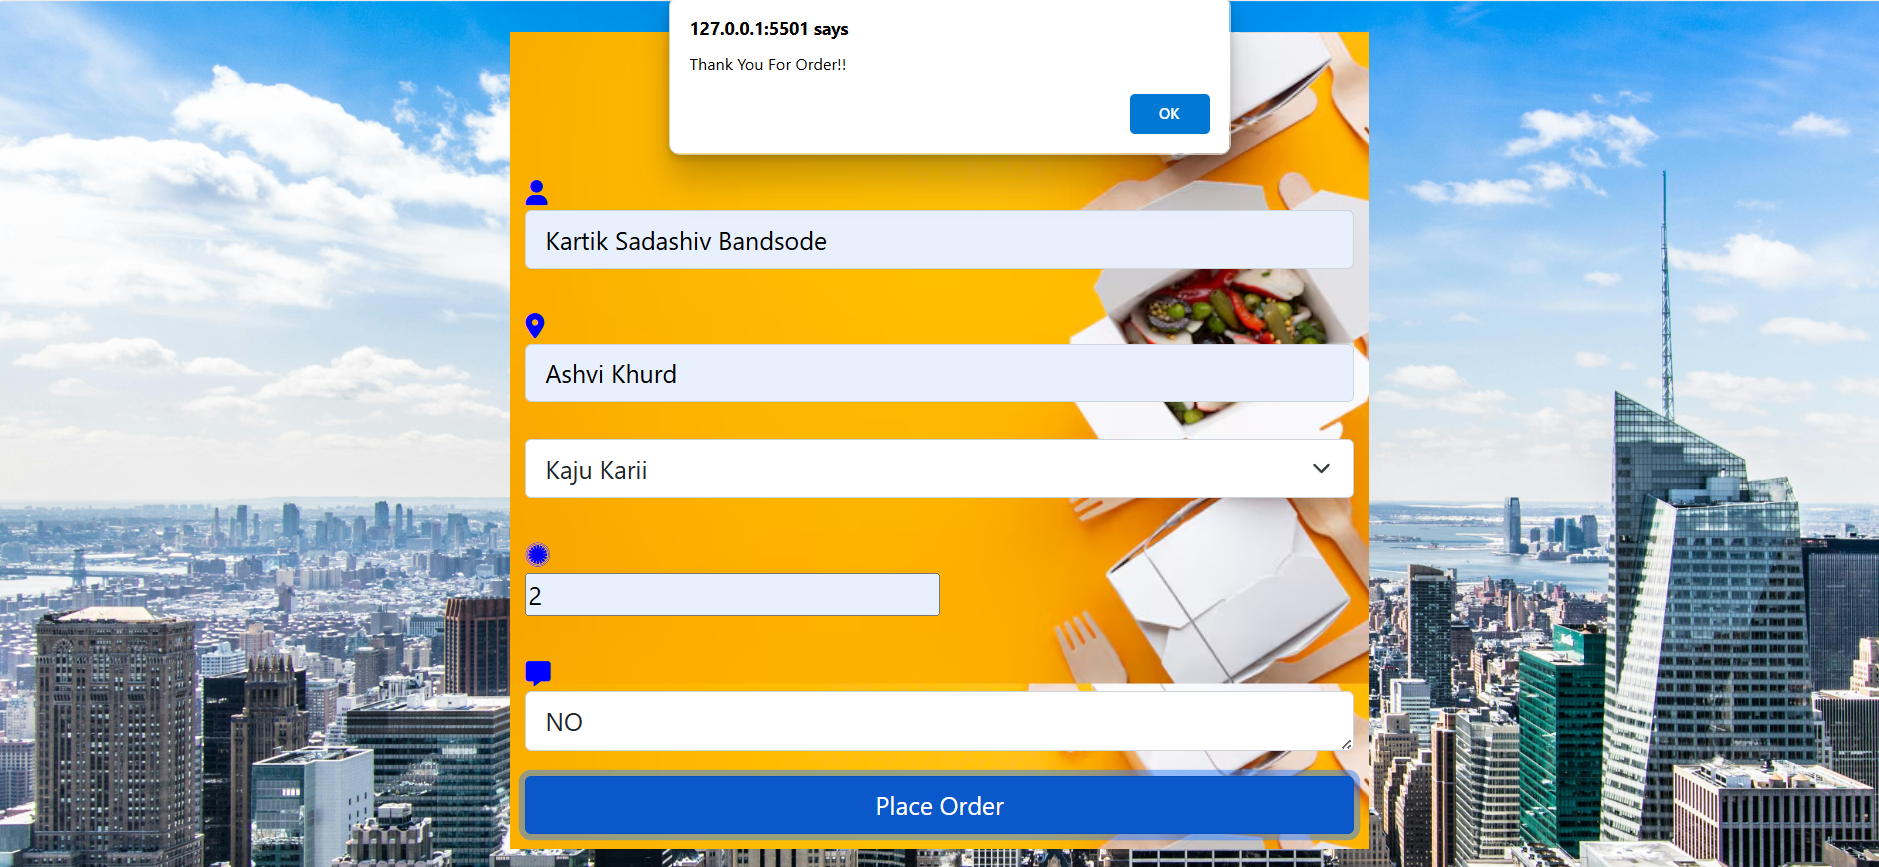 127.0.0.1:5501 says
Thank You For Order!!
OK
Kartik Sadashiv Bandsode
Ashvi Khurd
Kaju Karii
2
NO
Place Order